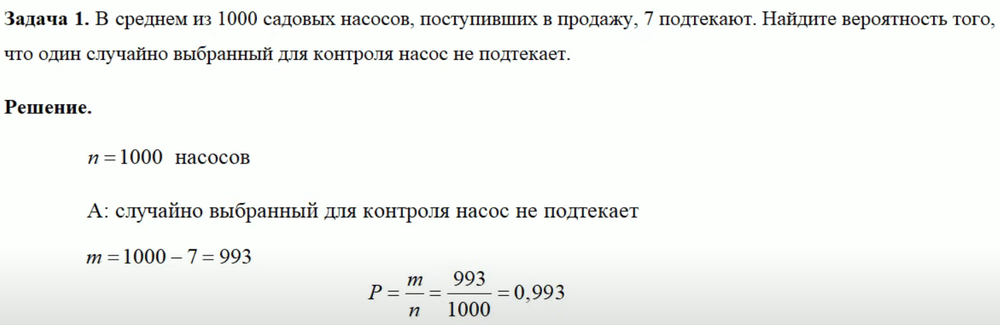 Задача 1. В среднем из 1000 садовых насосов, поступивших в продажу, 7 подтекают. Найдите вероятность того,
что один случайно выбранный для контроля насос не подтекает.
Решение.
n = 1000 насосов
А: случайно выбранный для контроля насос не подтекает
m = 1000 – 7 = 993
P = m/n = 993/1000 = 0,993